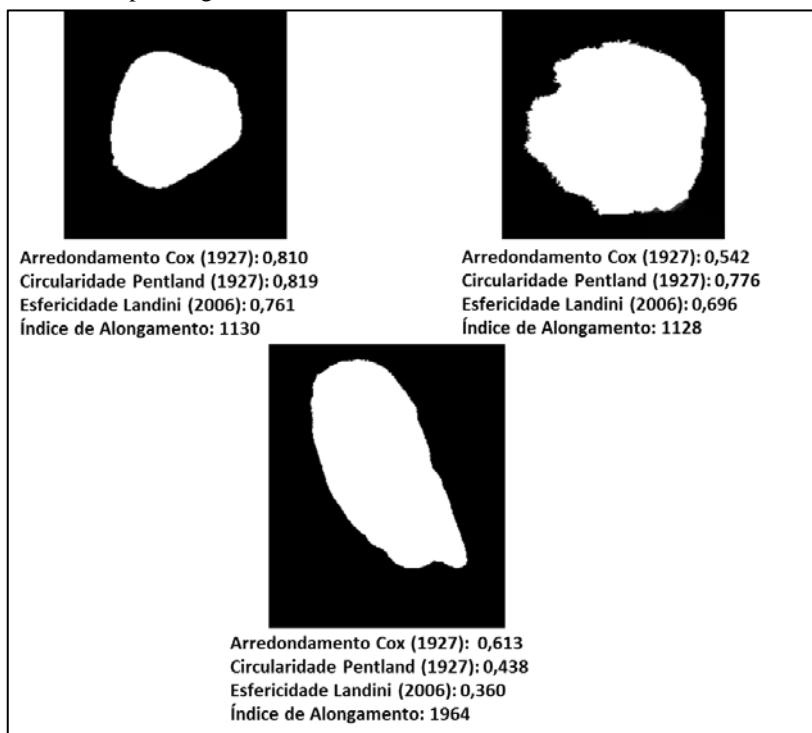 Arredondamento Cox (1927): 0,810
Circularidade Pentland (1927): 0,819
Esfericidade Landini (2006): 0,761
Índice de Alongamento: 1130
Arredondamento Cox (1927): 0,542
Circularidade Pentland (1927): 0,776
Esfericidade Landini (2006): 0,696
Índice de Alongamento: 1128
Arredondamento Cox (1927): 0,613
Circularidade Pentland (1927): 0,438
Esfericidade Landini (2006): 0,360
Índice de Alongamento: 1964